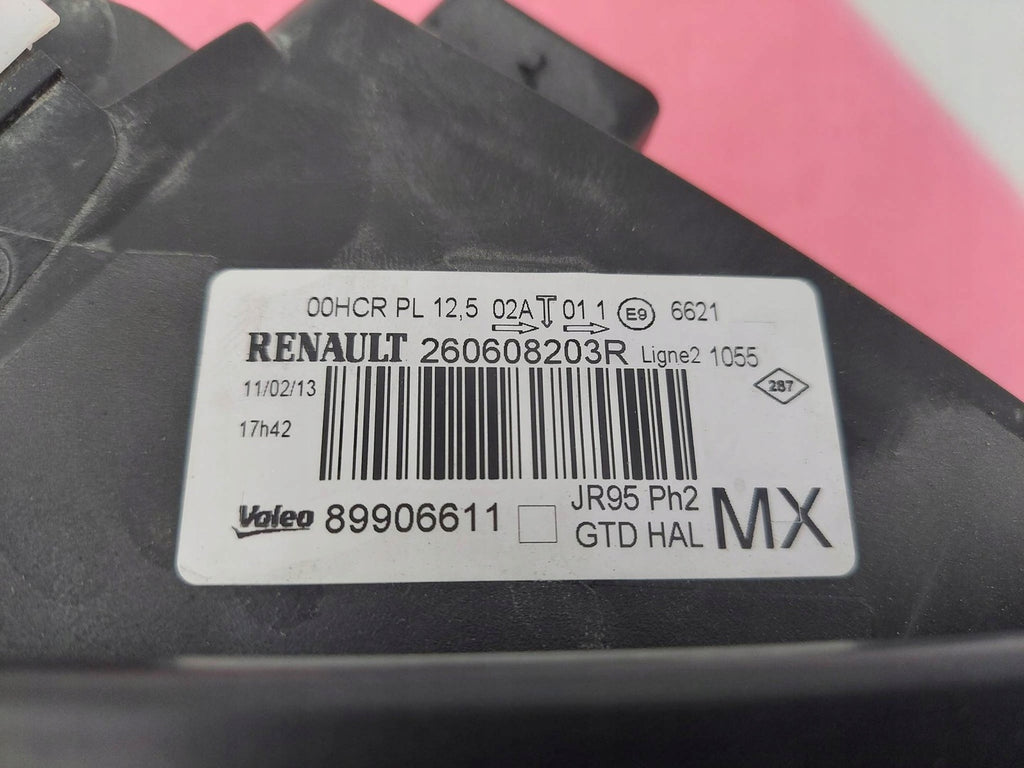 00HCR PL 12,5 02A 01 1 E9 6621
RENAULT 260608203R Ligne2 1055
11/02/13
287
17h42
Valeo 89906611
JR95 Ph2
GTD HAL
MX